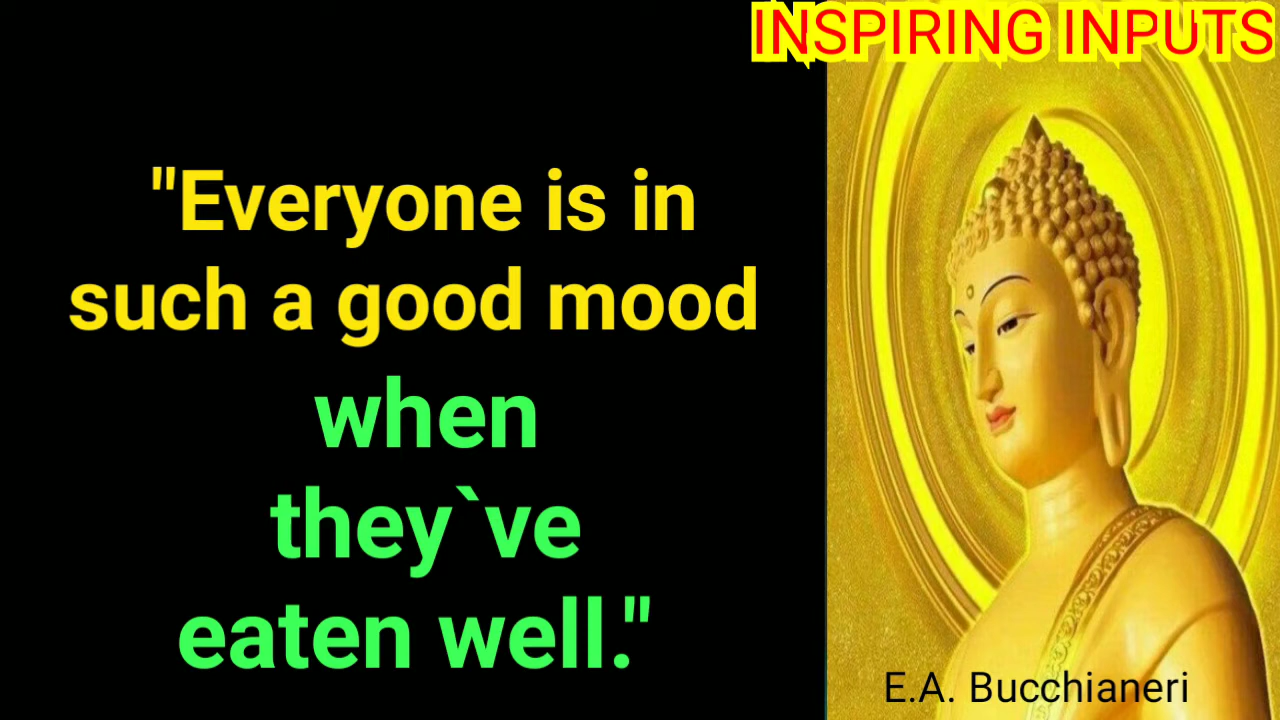 INSPIRING INPUTS
"Everyone is in
such a good mood
when
they`ve
eaten well."
E.A. Bucchianeri